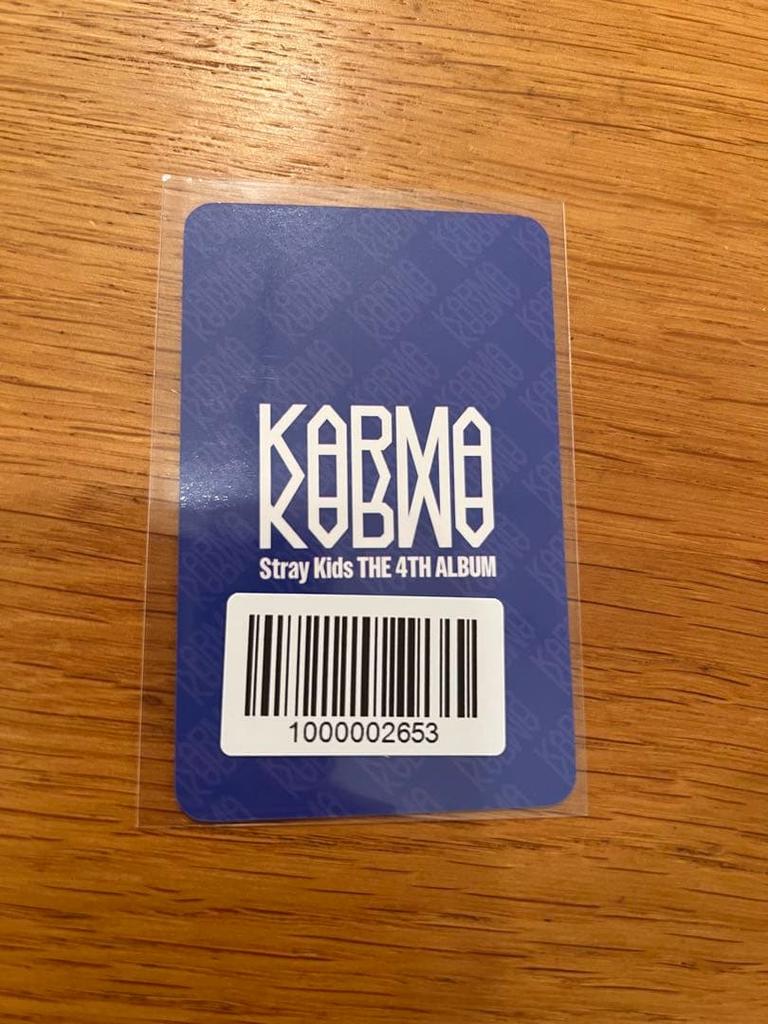 KARMA
Stray Kids THE 4TH ALBUM
1000002653